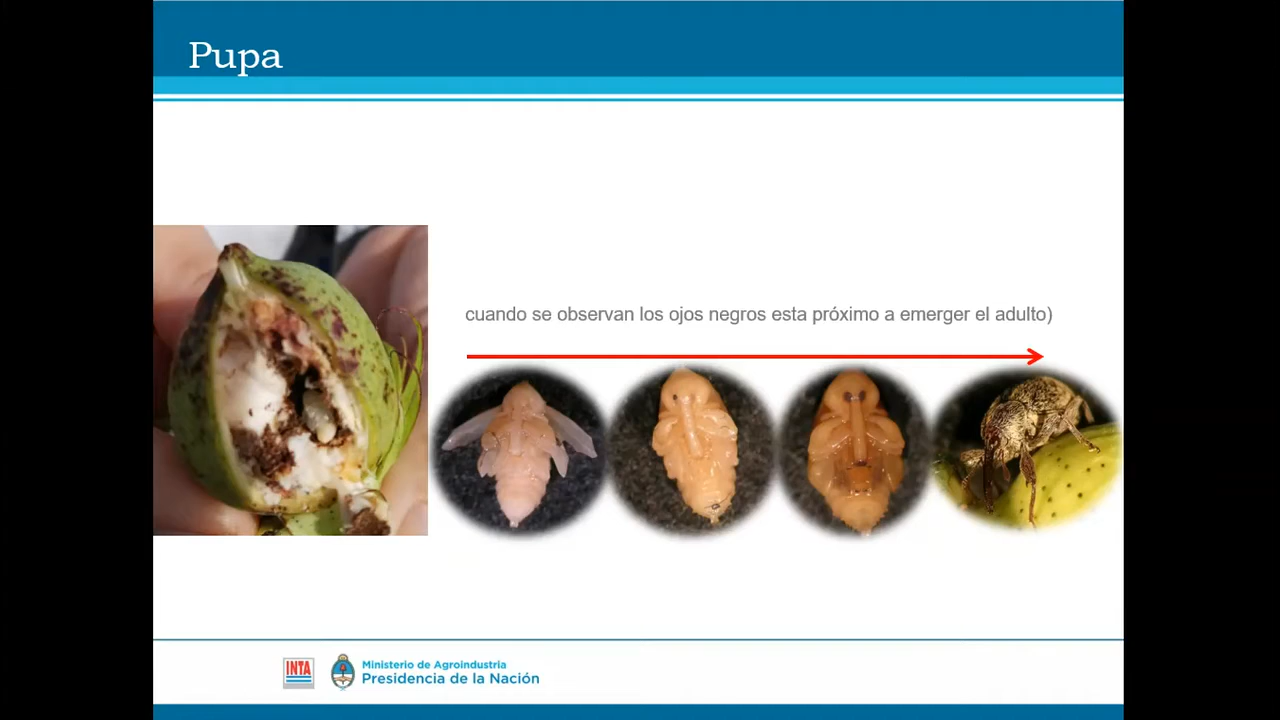 Pupa
cuando se observan los ojos negros esta próximo a emerger el adulto)
INTA
Ministerio de Agroindustria
Presidencia de la Nación